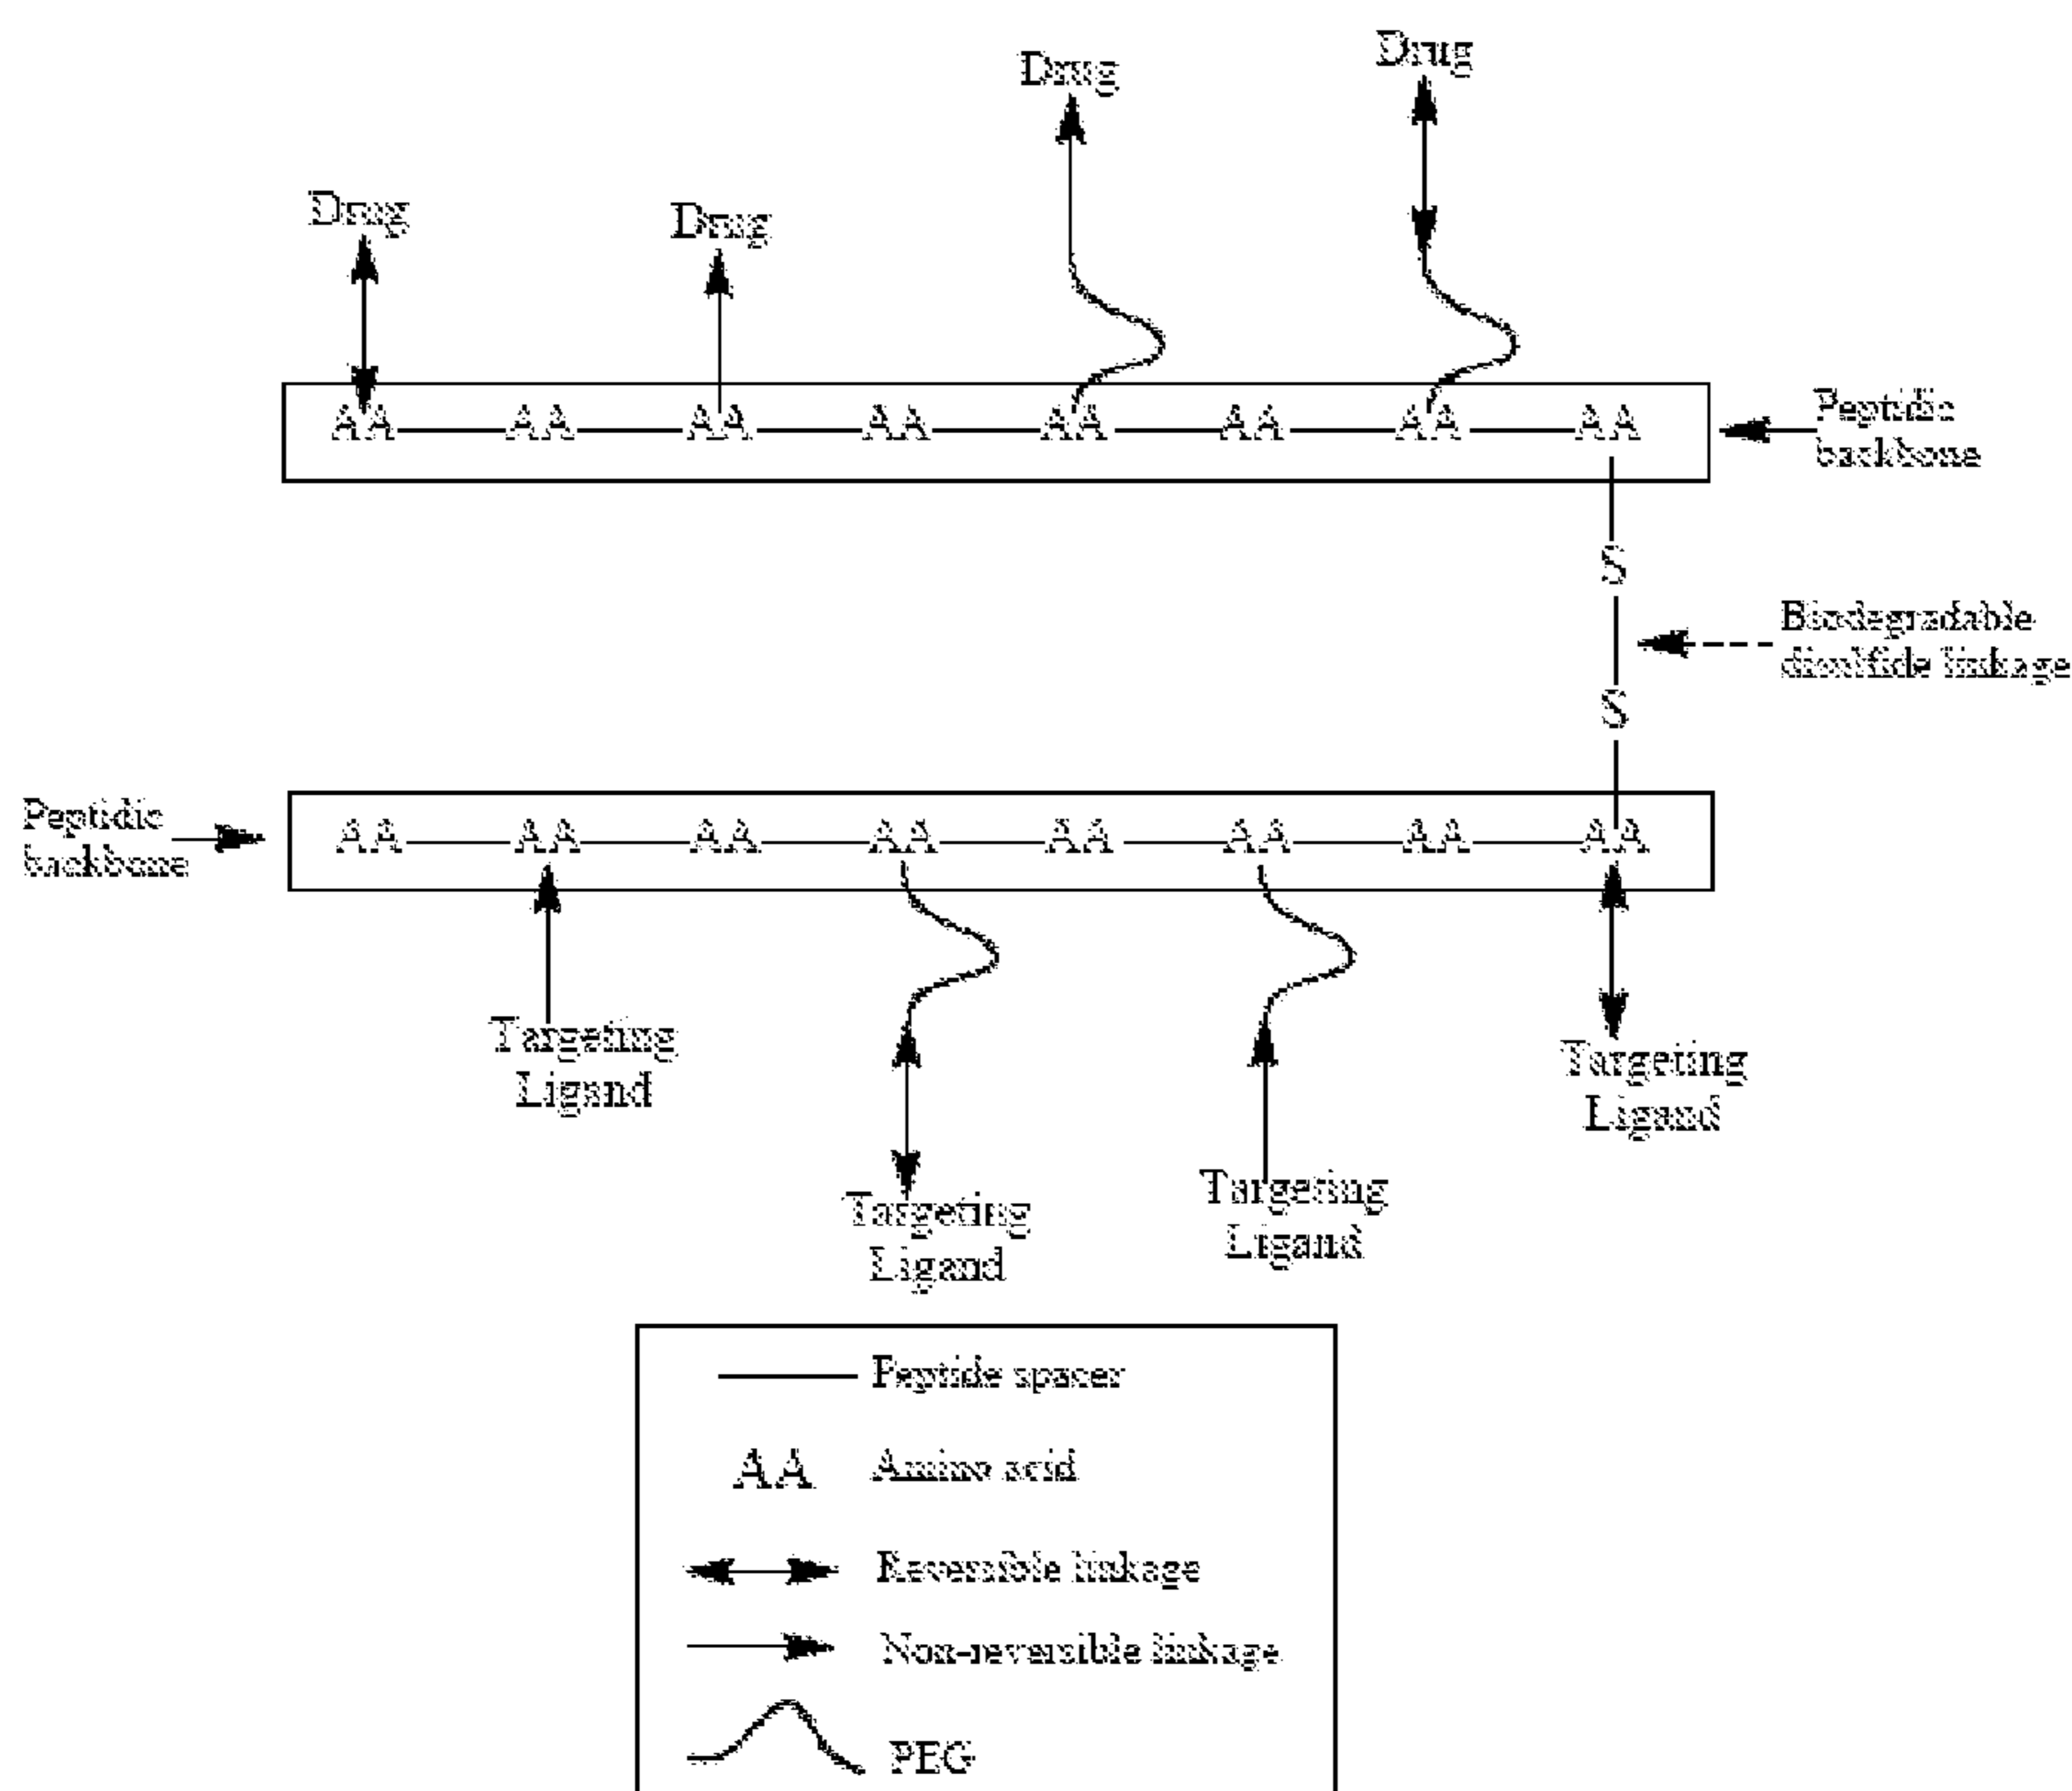 Drug
Drug
Drug
Drug
AA AA AA AA AA AA AA AA
Peptidic
backbone
S
Biodegradable
disulfide linkage
S
Peptidic
backbone
AA AA AA AA AA AA AA AA
Targeting
Ligand
Targeting
Ligand
Targeting
Ligand
Targeting
Ligand
Peptide spacer
AA Amino acid
Reversible linkage
Non-reversible linkage
PEG